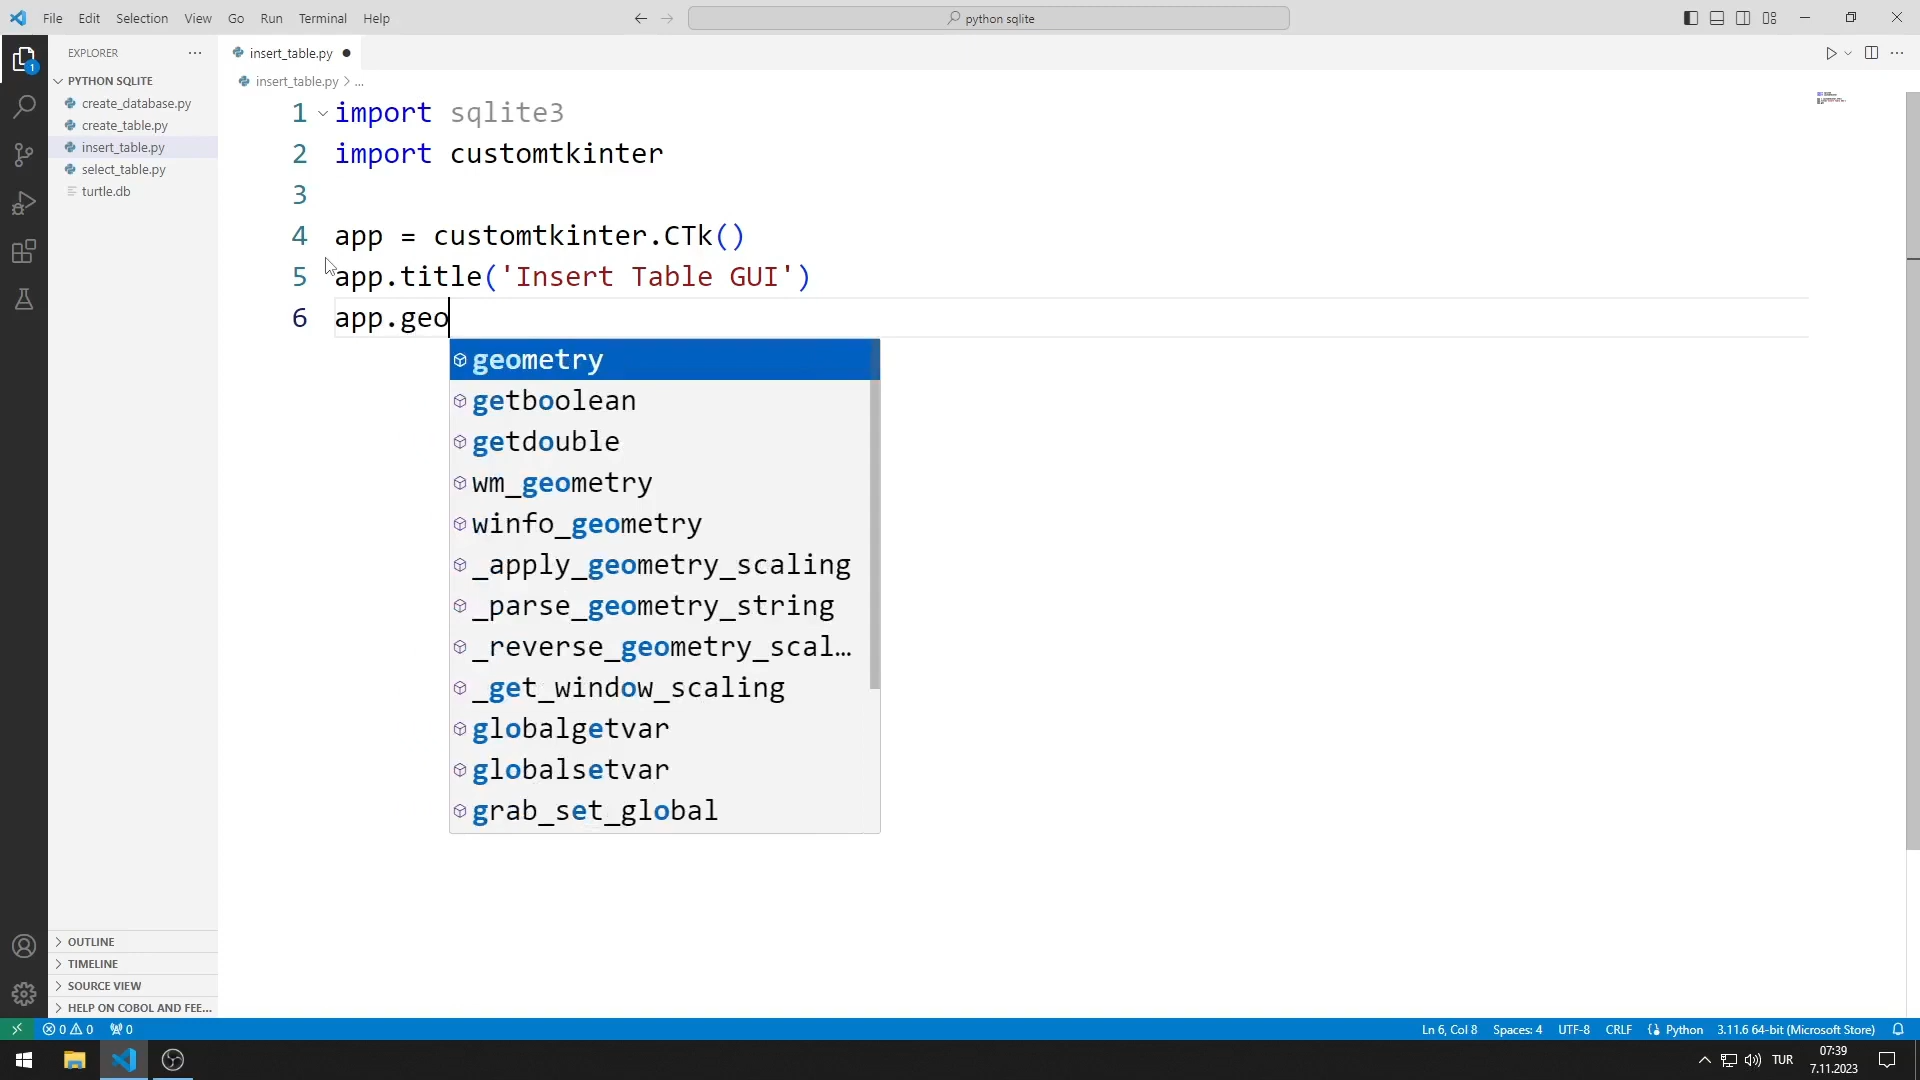 File Edit Selection View Go Run Terminal Help
python sqlite
EXPLORER
insert_table.py
PYTHON SQLITE
insert_table.py > ...
create_database.py
create_table.py
insert_table.py
select_table.py
turtle.db
1 import sqlite3
2 import customtkinter
3
4 app = customtkinter.CTk()
5 app.title('Insert Table GUI')
6 app.geo
geometry
getboolean
getdouble
wm_geometry
winfo_geometry
_apply_geometry_scaling
_parse_geometry_string
_reverse_geometry_scal…
_get_window_scaling
globalgetvar
globalsetvar
grab_set_global
OUTLINE
TIMELINE
SOURCE VIEW
HELP ON COBOL AND FEE...
1
0 0 0
Ln 6, Col 8 Spaces: 4 UTF-8 CRLF Python 3.11.6 64-bit (Microsoft Store)
TUR
07:39
7.11.2023